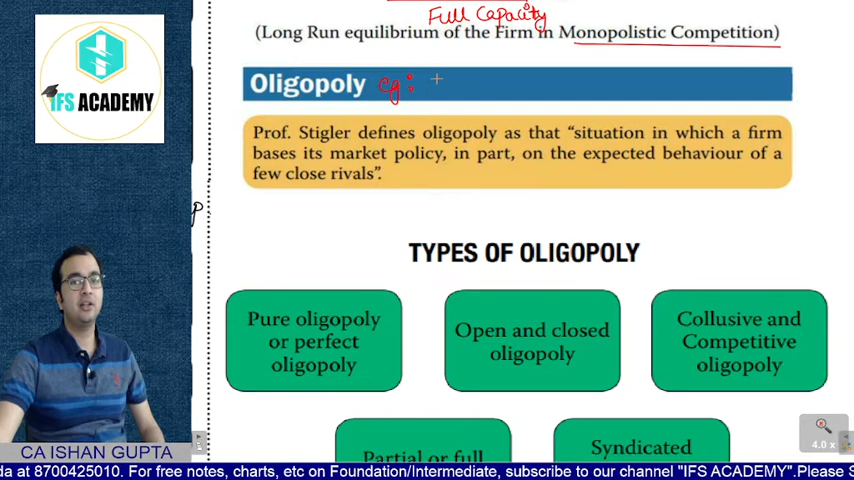 Full Capacity
(Long Run equilibrium of the Firm in Monopolistic Competition)
IFS ACADEMY
Oligopoly eg:
Prof. Stigler defines oligopoly as that “situation in which a firm
bases its market policy, in part, on the expected behaviour of a
few close rivals”.
P
TYPES OF OLIGOPOLY
Pure oligopoly
or perfect
oligopoly
Open and closed
oligopoly
Collusive and
Competitive
oligopoly
Partial or full
Syndicated
4.0 x
CA ISHAN GUPTA
da at 8700425010. For free notes, charts, etc on Foundation/Intermediate, subscribe to our channel "IFS ACADEMY".Please S